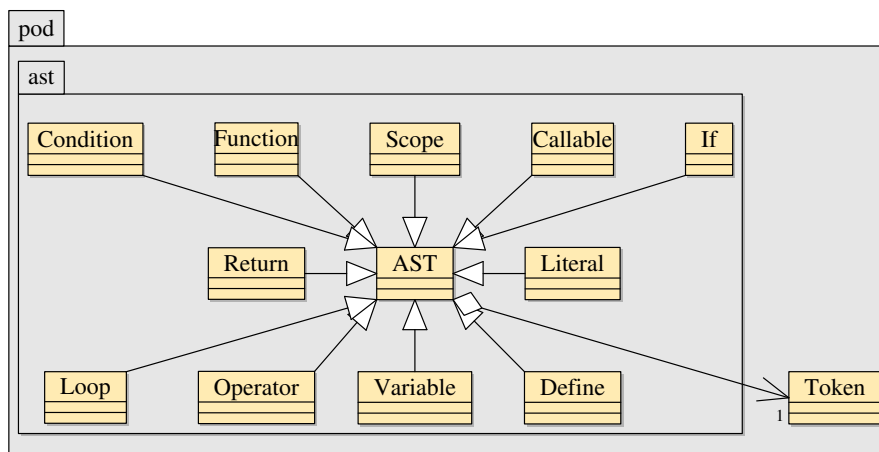 pod
ast
Condition
Function
Scope
Callable
If
Return
AST
Literal
Loop
Operator
Variable
Define
Token
1